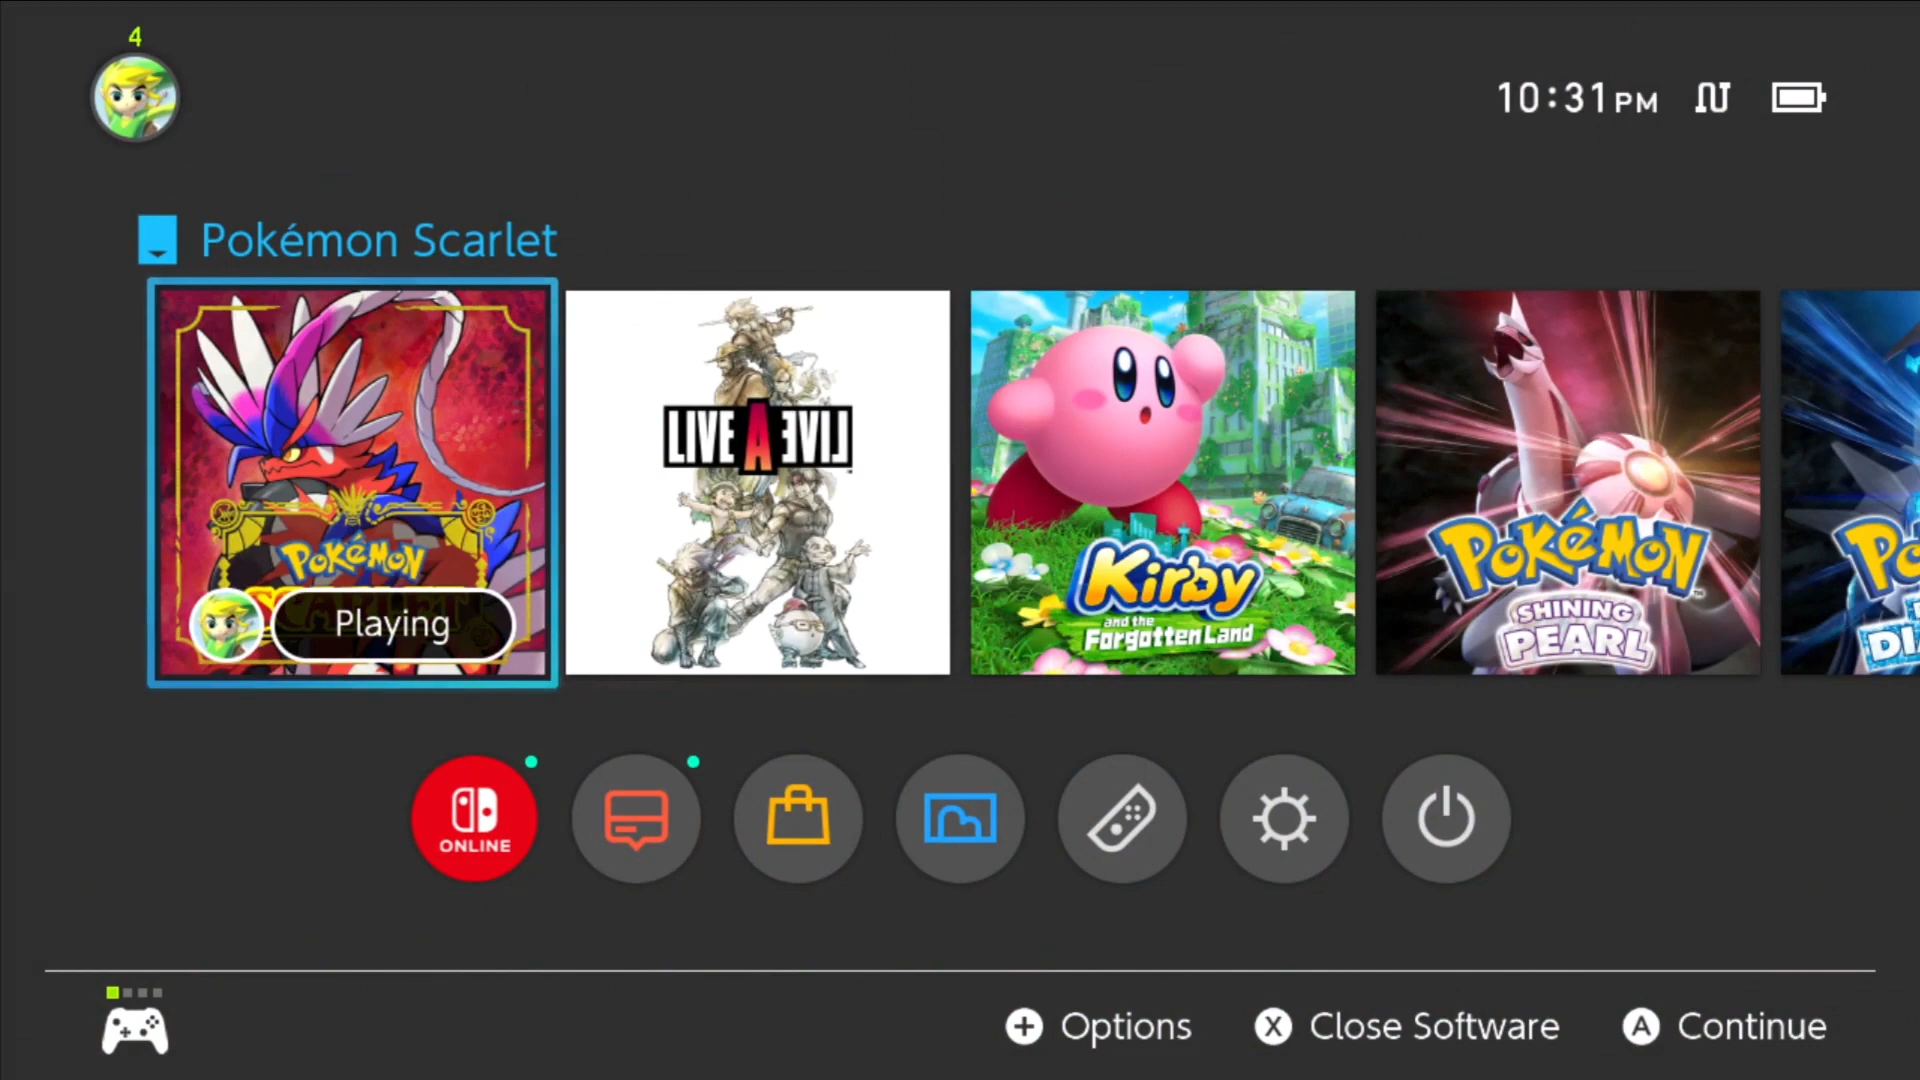 4
10:31 PM
Pokémon Scarlet
POKéMON
SCARLET
Playing
LIVE A LIVE
Kirby
and the
Forgotten Land
POKéMON
SHINING
PEARL
ONLINE
+ Options
X Close Software
A Continue